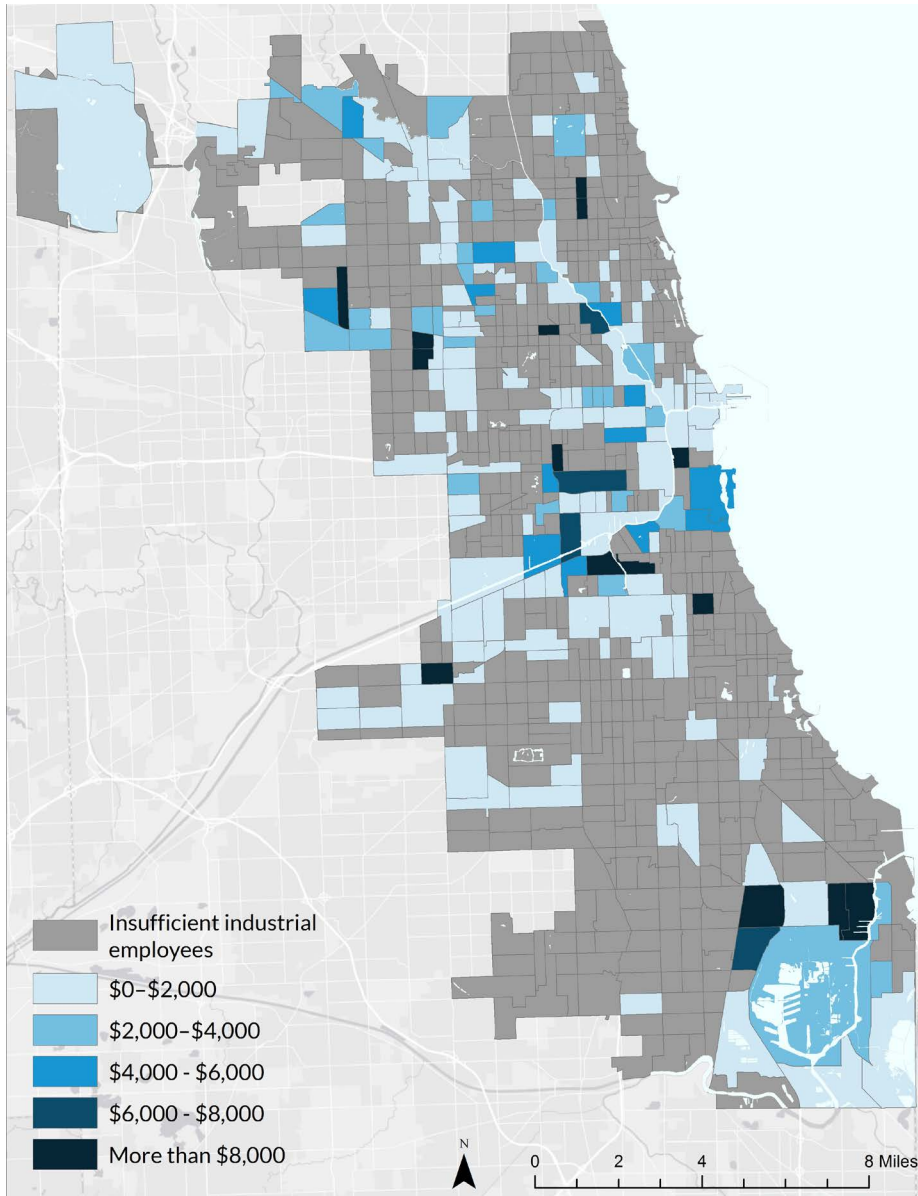 Insufficient industrial
employees
$0–$2,000
$2,000–$4,000
$4,000 - $6,000
$6,000 - $8,000
More than $8,000
N
0 2 4 8 Miles